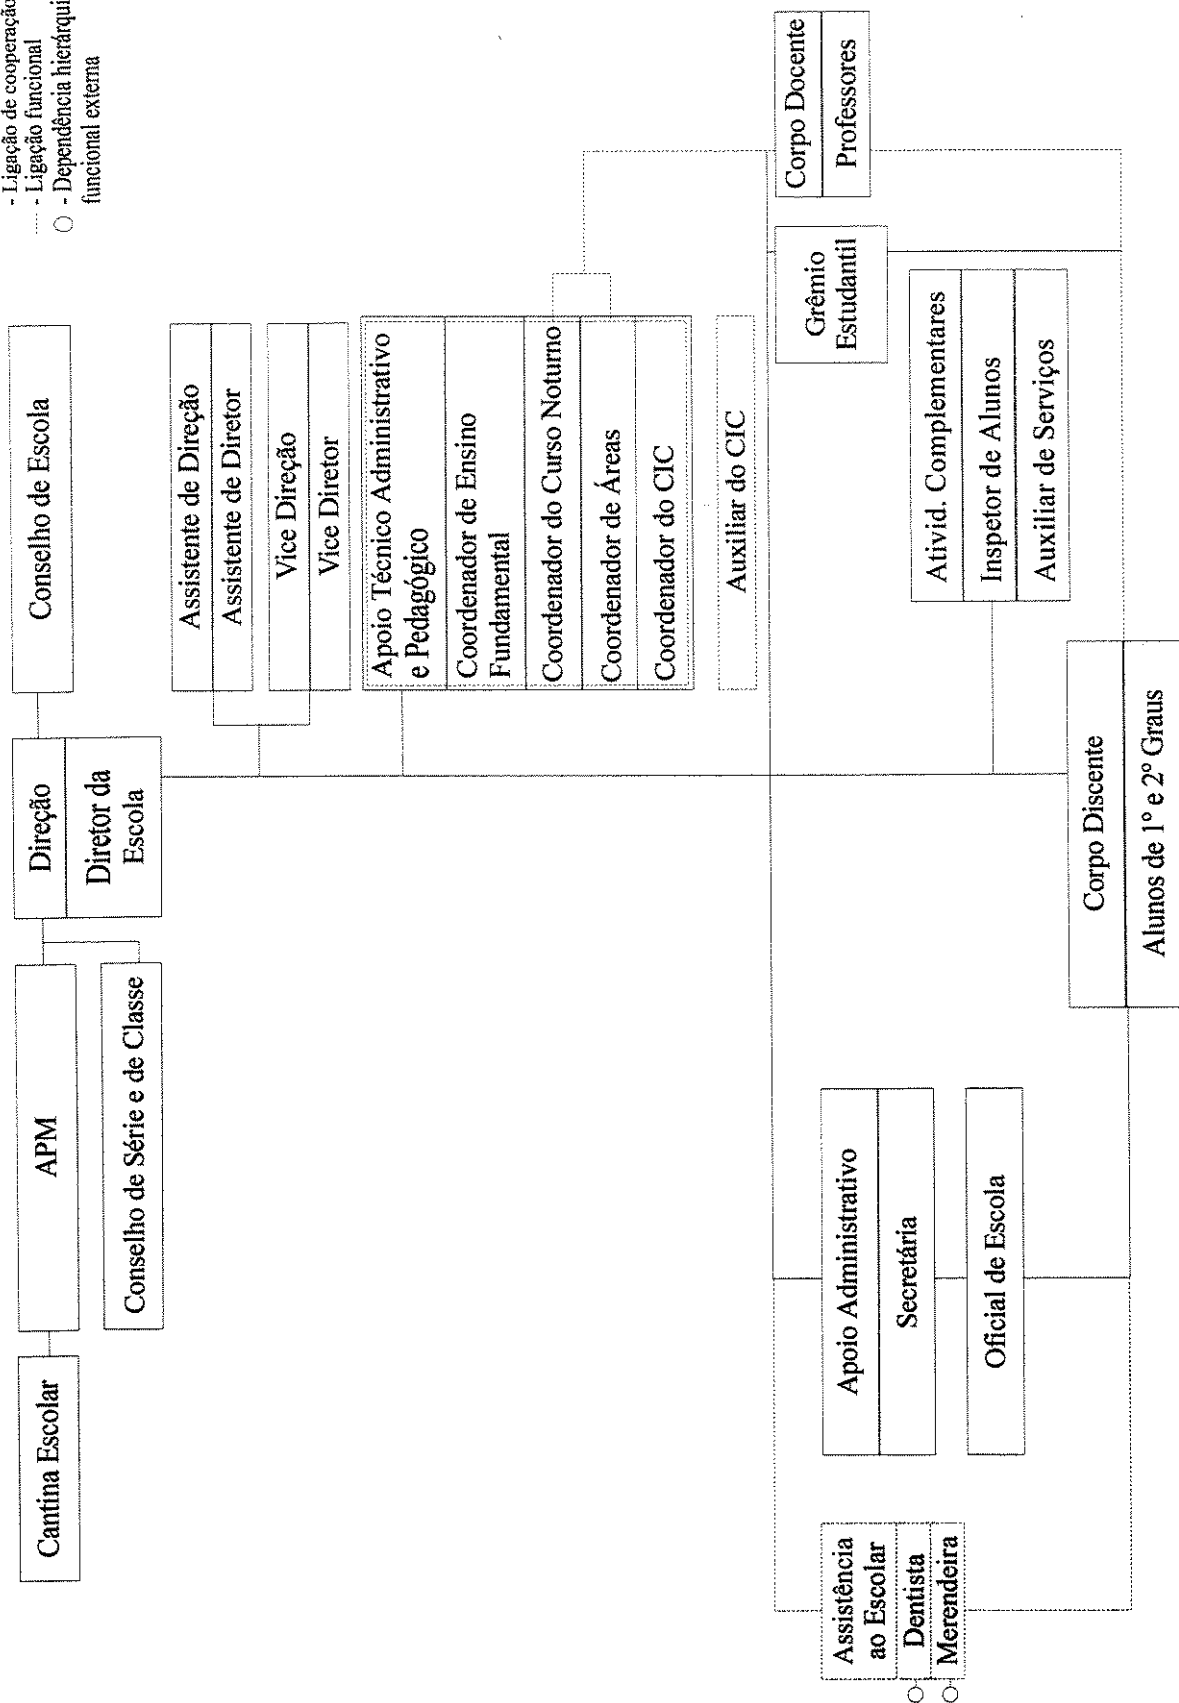 - Ligação de cooperação
- Ligação funcional
- Dependência hierárqui
funcional externa
Cantina Escolar
APM
Conselho de Série e de Classe
Direção
Diretor da
Escola
Conselho de Escola
Assistente de Direção
Assistente de Diretor
Vice Direção
Vice Diretor
Apoio Técnico Administrativo
e Pedagógico
Coordenador de Ensino
Fundamental
Coordenador do Curso Noturno
Coordenador de Áreas
Coordenador do CIC
Auxiliar do CIC
Assistência
ao Escolar
Dentista
Merendeira
Apoio Administrativo
Secretária
Oficial de Escola
Grêmio
Estudantil
Corpo Docente
Professores
Ativid. Complementares
Inspetor de Alunos
Auxiliar de Serviços
Corpo Discente
Alunos de 1º e 2º Graus